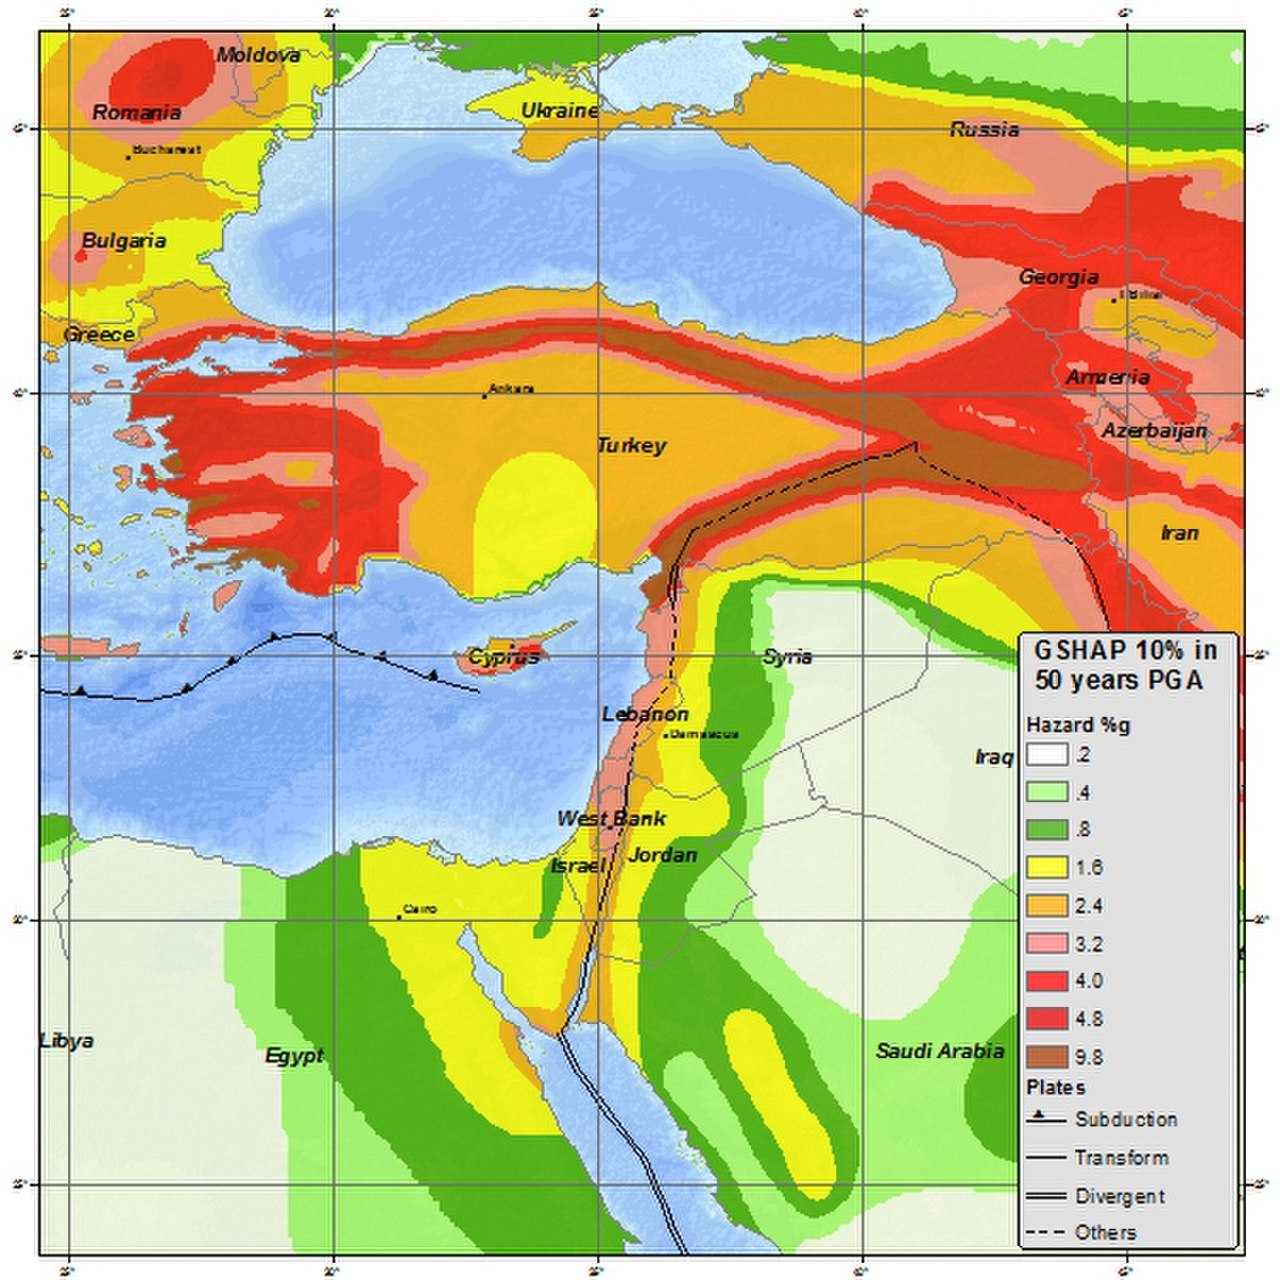 Moldova
Romania
Ukraine
Russia
Bucharest
Bulgaria
Georgia
Greece
Armenia
Ankara
Azerbaijan
Turkey
Iran
Cyprus
Syria
Lebanon
Damascus
Iraq
West Bank
Israel
Jordan
Cairo
Libya
Egypt
Saudi Arabia
GSHAP 10% in
50 years PGA
Hazard %g
.2
.4
.8
1.6
2.4
3.2
4.0
4.8
9.8
Plates
Subduction
Transform
Divergent
Others